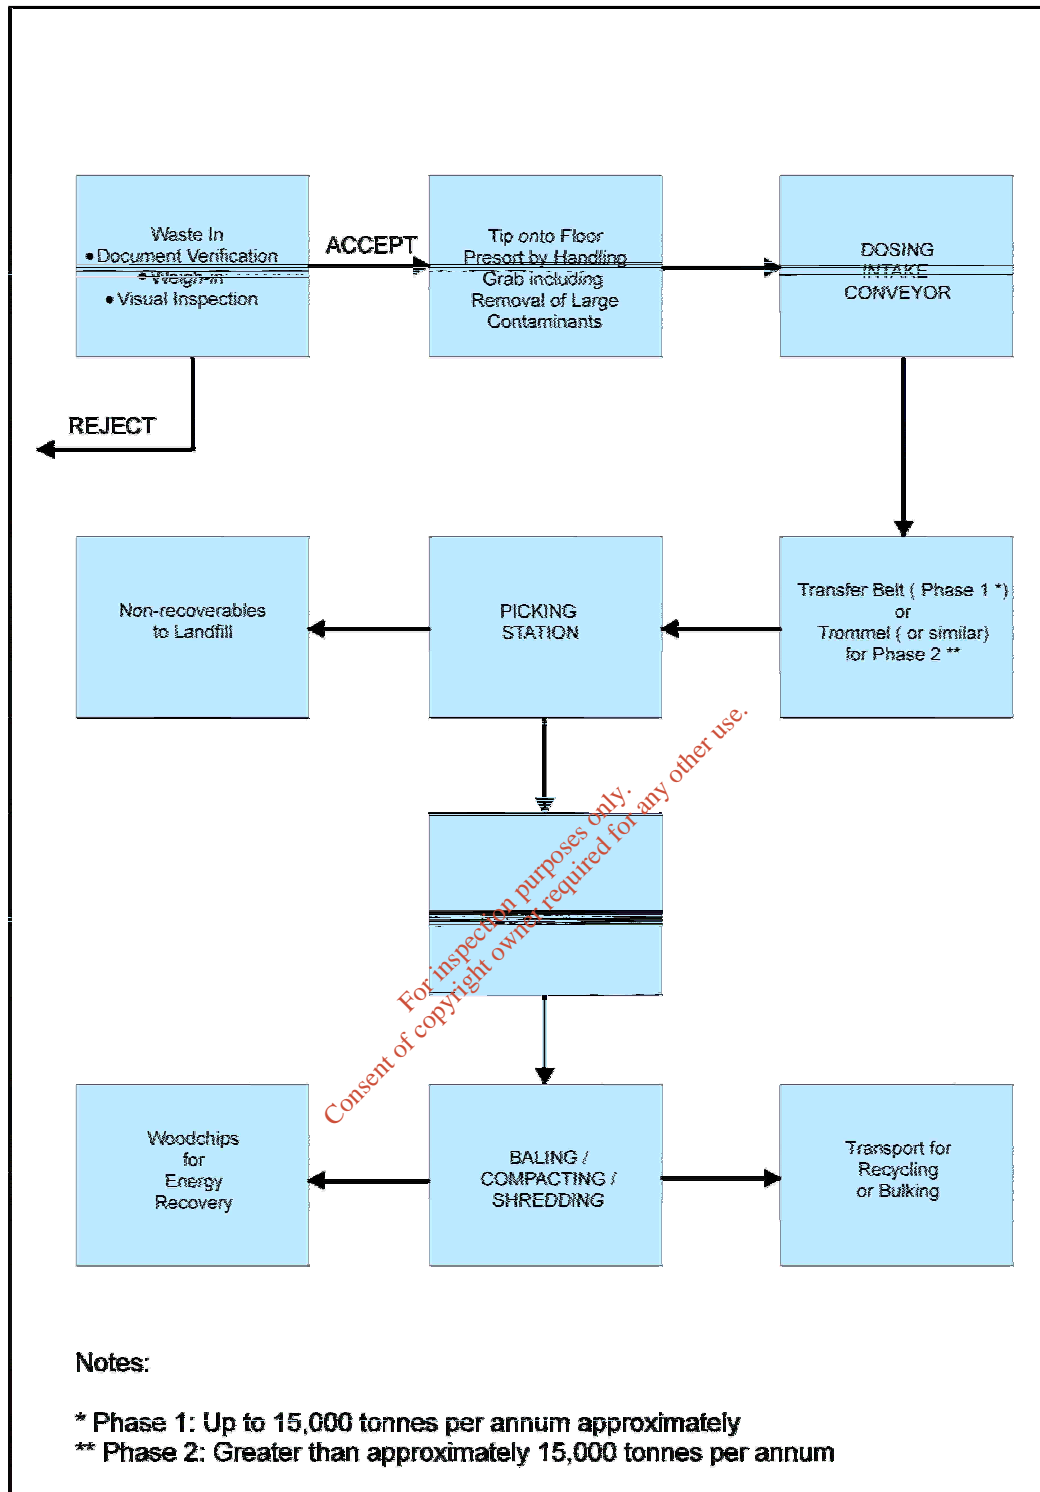 Waste In
• Document Verification
• Weigh-in
• Visual Inspection
ACCEPT
Tip onto Floor
Presort by Handling
Grab including
Removal of Large
Contaminants
DOSING
INTAKE
CONVEYOR
REJECT
Non-recoverables
to Landfill
PICKING
STATION
Transfer Belt ( Phase 1 *)
or
Trommel ( or similar)
for Phase 2 **
For inspection purposes only.
Consent of copyright owner required for any other use.
Woodchips
for
Energy
Recovery
BALING /
COMPACTING /
SHREDDING
Transport for
Recycling
or Bulking
Notes:
* Phase 1: Up to 15,000 tonnes per annum approximately
** Phase 2: Greater than approximately 15,000 tonnes per annum